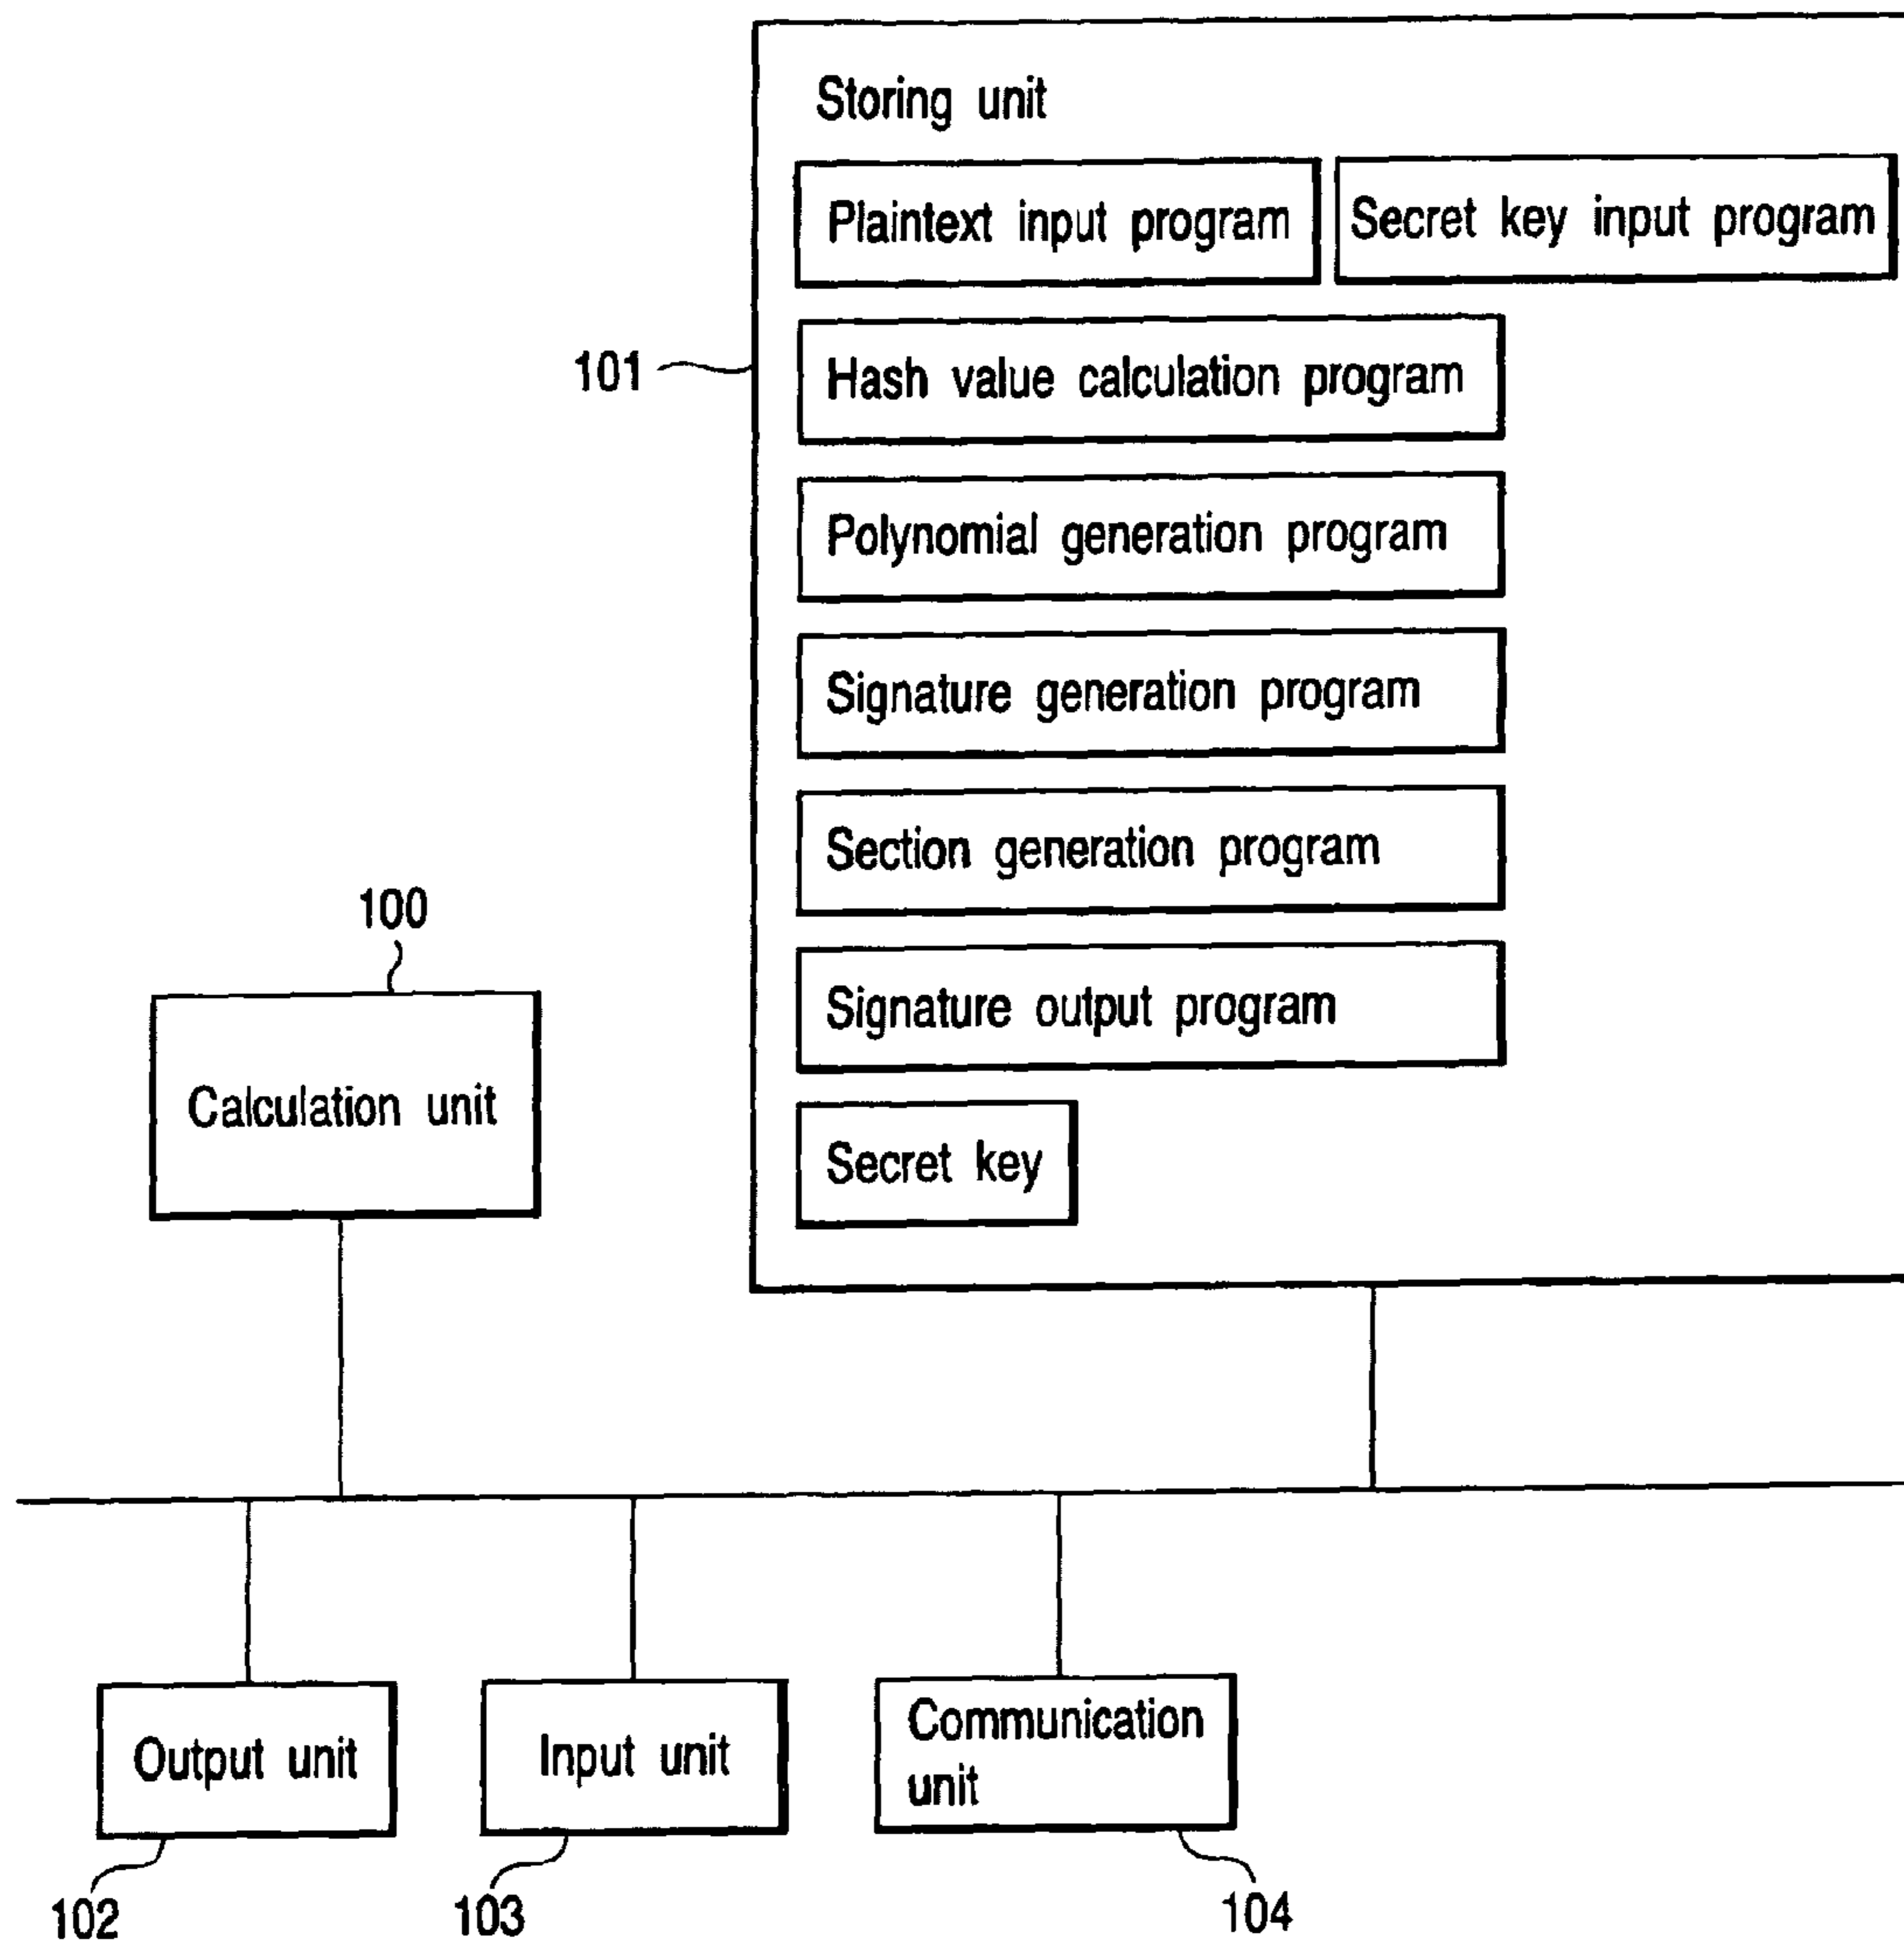 Storing unit
Plaintext input program
Secret key input program
101
Hash value calculation program
Polynomial generation program
Signature generation program
Section generation program
100
Signature output program
Calculation unit
Secret key
Output unit
Input unit
Communication
unit
102
103
104